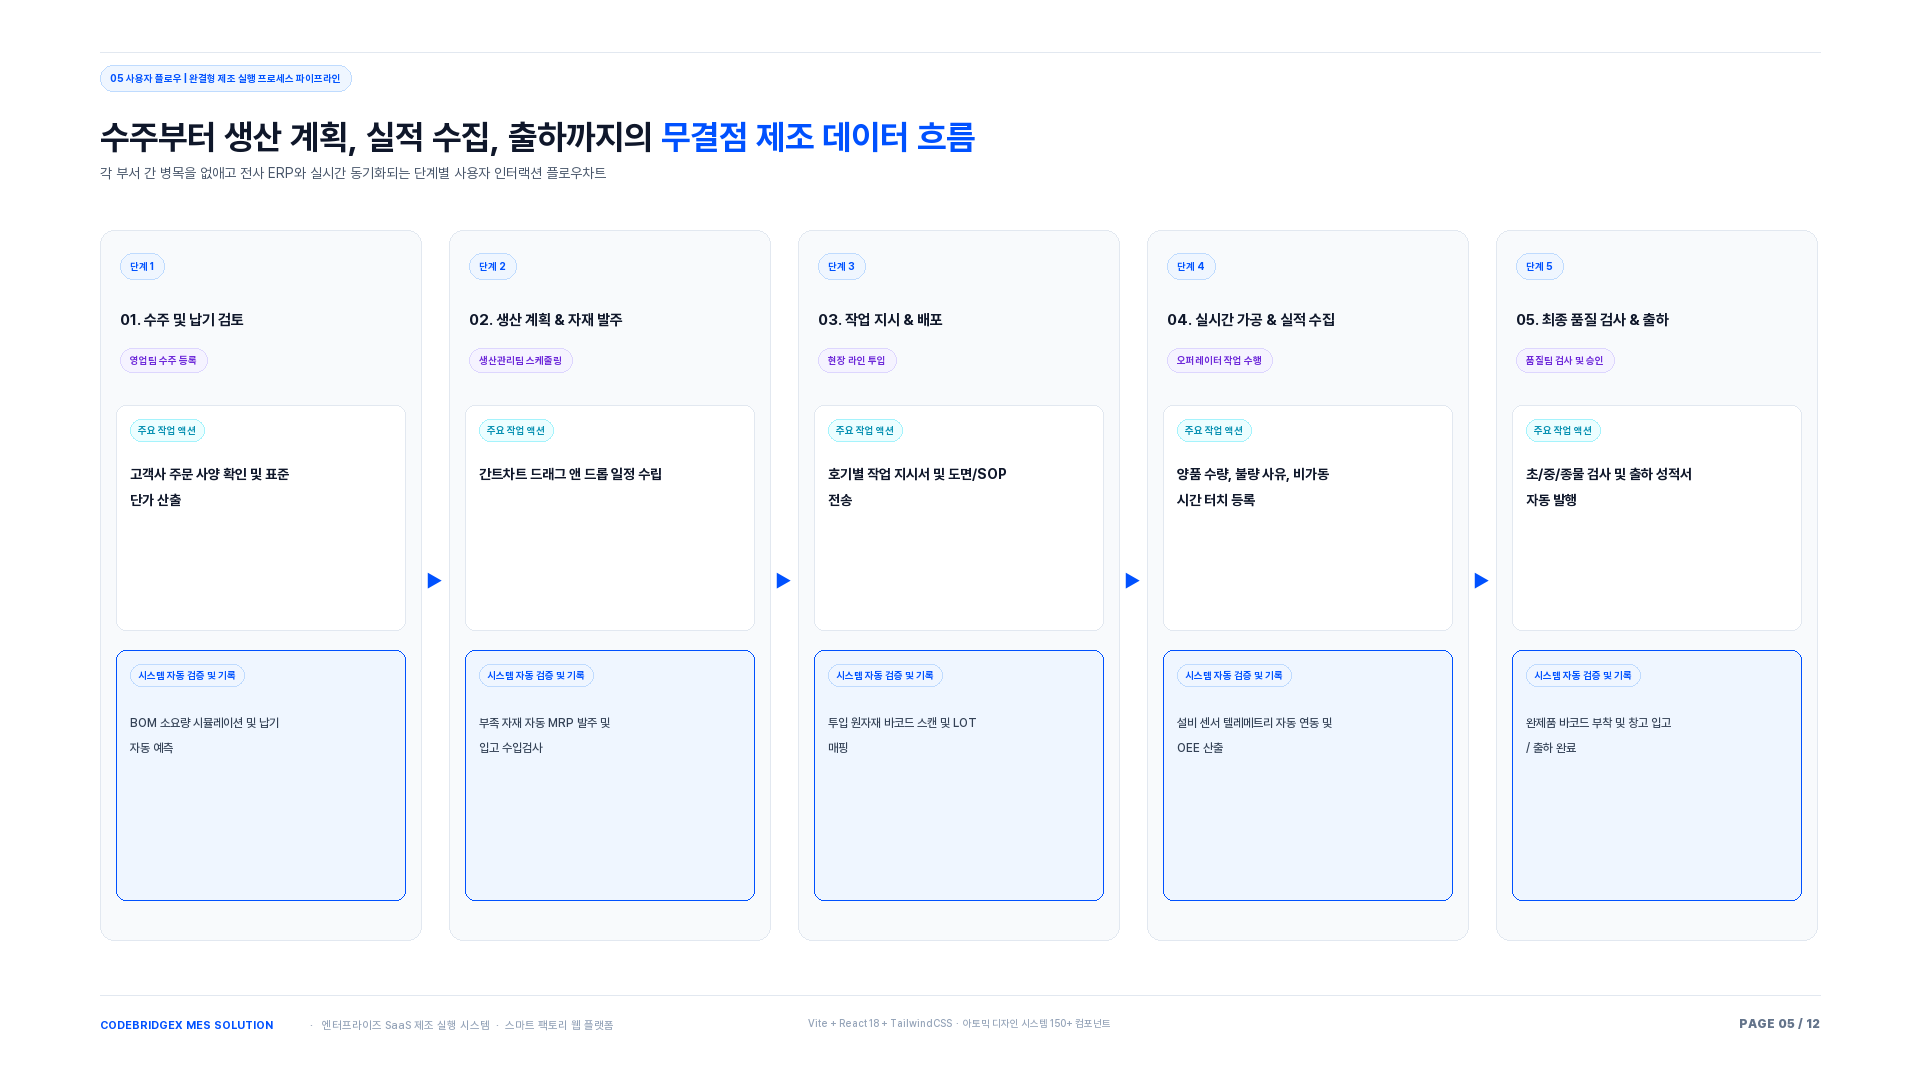 05 사용자 플로우 | 완결형 제조 실행 프로세스 파이프라인
수주부터 생산 계획, 실적 수집, 출하까지의 무결점 제조 데이터 흐름
각 부서 간 병목을 없애고 전사 ERP와 실시간 동기화되는 단계별 사용자 인터랙션 플로우차트
단계 1
01. 수주 및 납기 검토
영업팀 수주 등록
주요 작업 액션
고객사 주문 사양 확인 및 표준
단가 산출
시스템 자동 검증 및 기록
BOM 소요량 시뮬레이션 및 납기
자동 예측
▶
단계 2
02. 생산 계획 & 자재 발주
생산관리팀 스케줄링
주요 작업 액션
간트차트 드래그 앤 드롭 일정 수립
시스템 자동 검증 및 기록
부족 자재 자동 MRP 발주 및
입고 수입검사
▶
단계 3
03. 작업 지시 & 배포
현장 라인 투입
주요 작업 액션
호기별 작업 지시서 및 도면/SOP
전송
시스템 자동 검증 및 기록
투입 원자재 바코드 스캔 및 LOT
매핑
▶
단계 4
04. 실시간 가공 & 실적 수집
오퍼레이터 작업 수행
주요 작업 액션
양품 수량, 불량 사유, 비가동
시간 터치 등록
시스템 자동 검증 및 기록
설비 센서 텔레메트리 자동 연동 및
OEE 산출
▶
단계 5
05. 최종 품질 검사 & 출하
품질팀 검사 및 승인
주요 작업 액션
초/중/종물 검사 및 출하 성적서
자동 발행
시스템 자동 검증 및 기록
완제품 바코드 부착 및 창고 입고
/ 출하 완료
CODEBRIDGEX MES SOLUTION · 엔터프라이즈 SaaS 제조 실행 시스템 · 스마트 팩토리 웹 플랫폼
Vite + React 18 + TailwindCSS · 아토믹 디자인 시스템 150+ 컴포넌트
PAGE 05 / 12